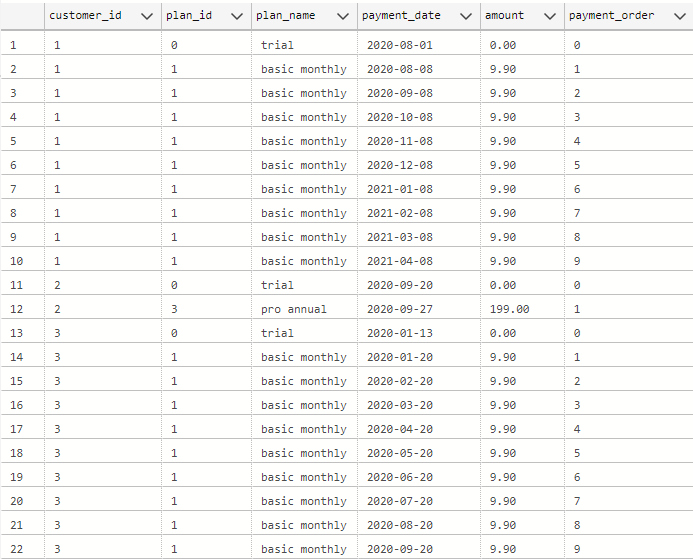 customer_id plan_id plan_name payment_date amount payment_order
1 1 0 trial 2020-08-01 0.00 0
2 1 1 basic monthly 2020-08-08 9.90 1
3 1 1 basic monthly 2020-09-08 9.90 2
4 1 1 basic monthly 2020-10-08 9.90 3
5 1 1 basic monthly 2020-11-08 9.90 4
6 1 1 basic monthly 2020-12-08 9.90 5
7 1 1 basic monthly 2021-01-08 9.90 6
8 1 1 basic monthly 2021-02-08 9.90 7
9 1 1 basic monthly 2021-03-08 9.90 8
10 1 1 basic monthly 2021-04-08 9.90 9
11 2 0 trial 2020-09-20 0.00 0
12 2 3 pro annual 2020-09-27 199.00 1
13 3 0 trial 2020-01-13 0.00 0
14 3 1 basic monthly 2020-01-20 9.90 1
15 3 1 basic monthly 2020-02-20 9.90 2
16 3 1 basic monthly 2020-03-20 9.90 3
17 3 1 basic monthly 2020-04-20 9.90 4
18 3 1 basic monthly 2020-05-20 9.90 5
19 3 1 basic monthly 2020-06-20 9.90 6
20 3 1 basic monthly 2020-07-20 9.90 7
21 3 1 basic monthly 2020-08-20 9.90 8
22 3 1 basic monthly 2020-09-20 9.90 9